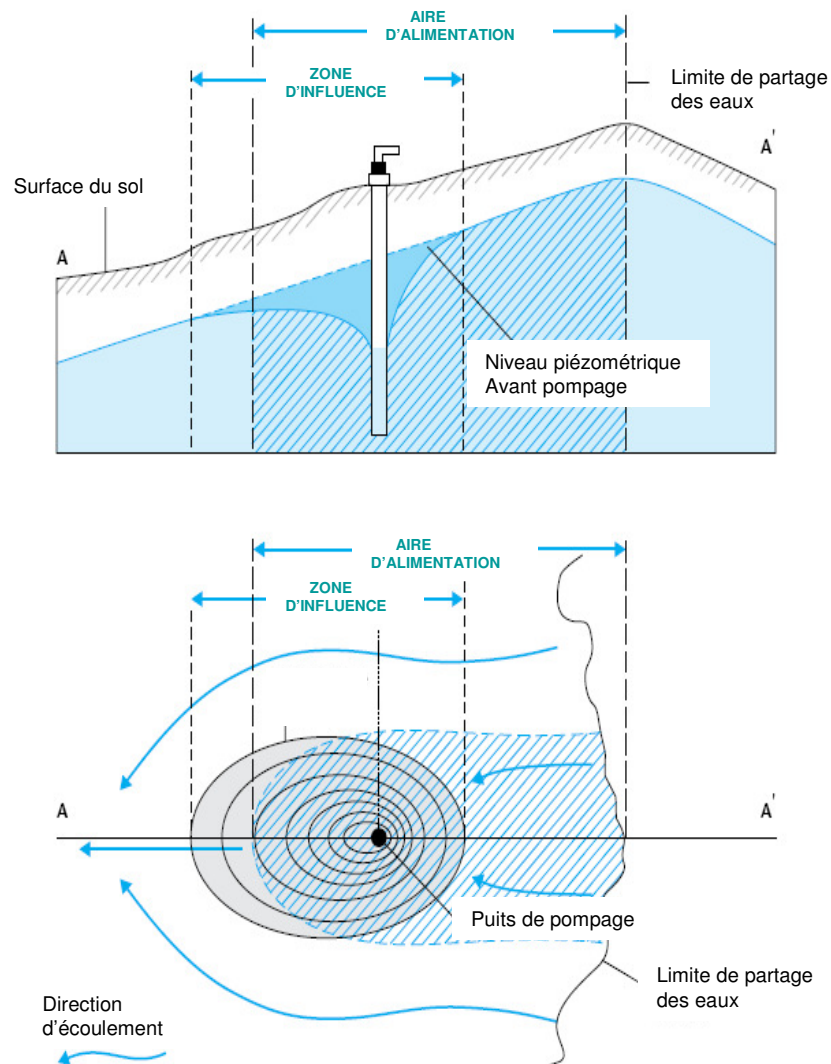 AIRE
D'ALIMENTATION
ZONE
D'INFLUENCE
Limite de partage
des eaux
A'
Surface du sol
A
Niveau piézométrique
Avant pompage
AIRE
D'ALIMENTATION
ZONE
D'INFLUENCE
A
A'
Puits de pompage
Limite de partage
des eaux
Direction
d'écoulement